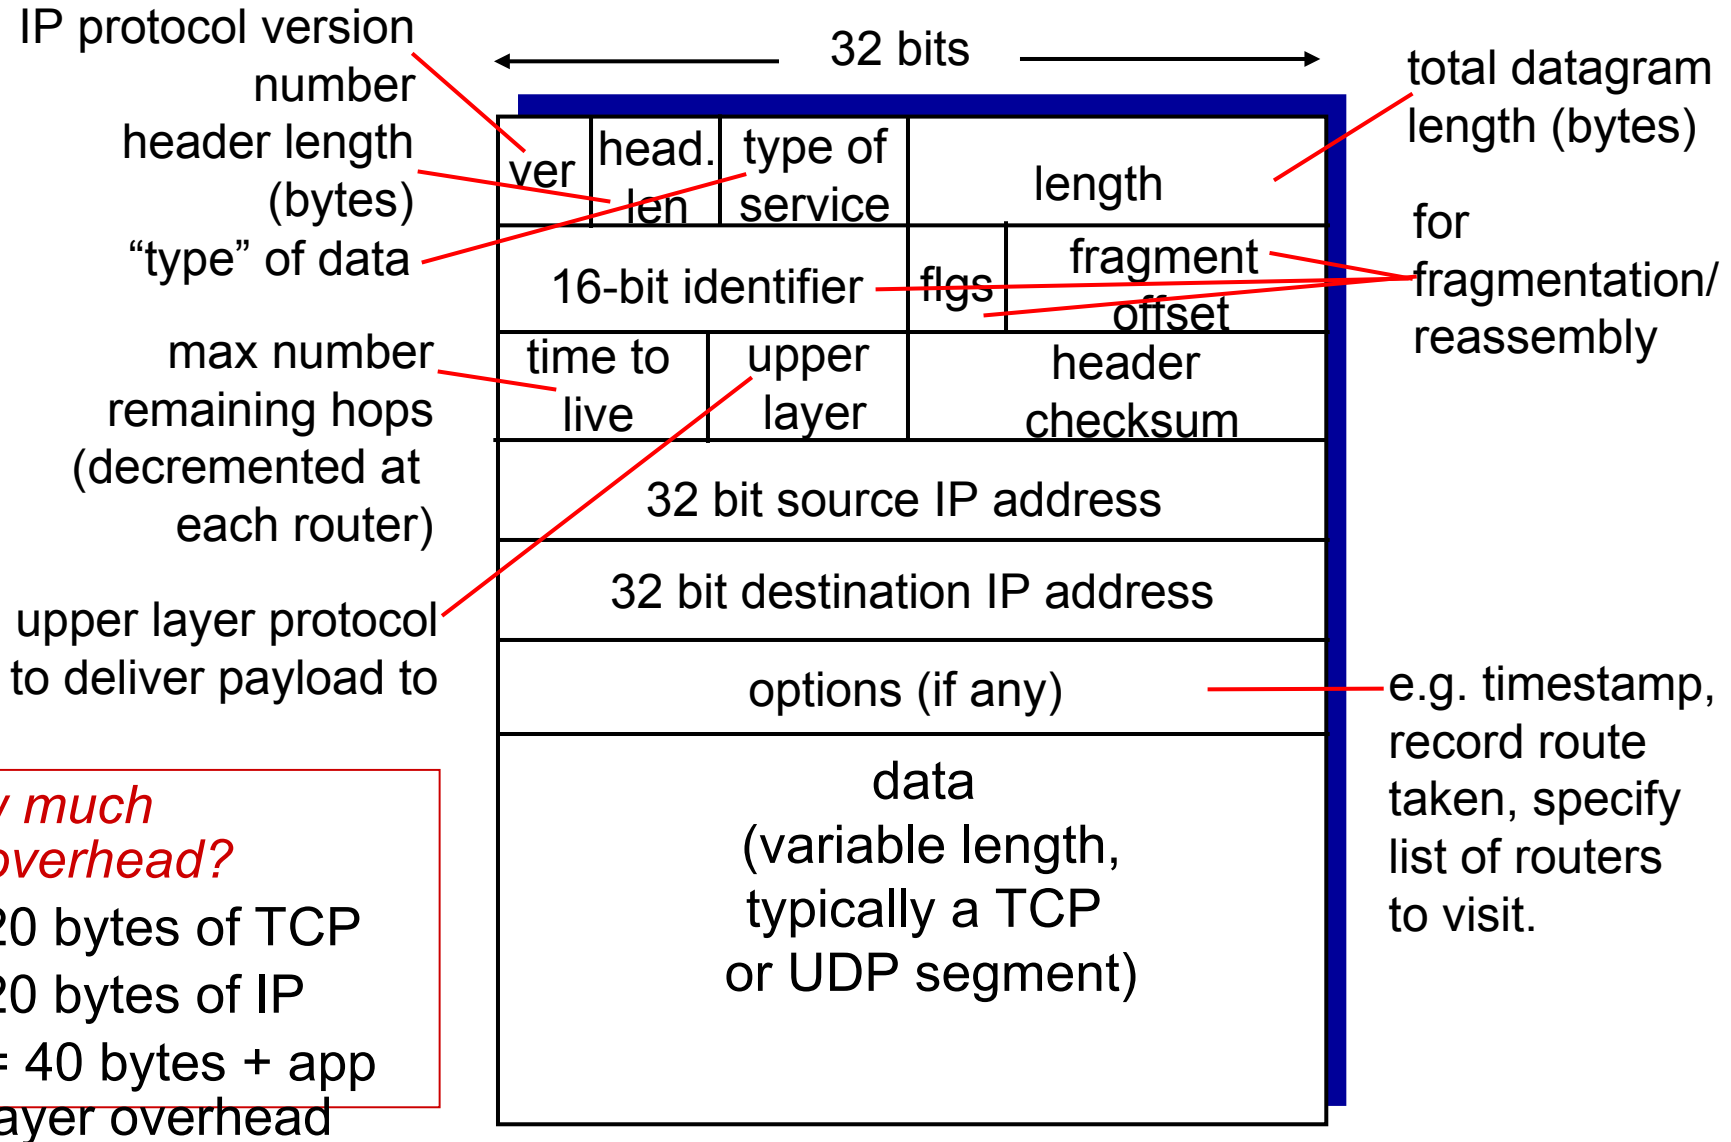 IP protocol version
number
header length
(bytes)
“type” of data
max number
remaining hops
(decremented at
each router)
upper layer protocol
to deliver payload to
much
overhead?
20 bytes of TCP
20 bytes of IP
= 40 bytes + app
layer overhead
32 bits
ver
head.
len
type of
service
length
16-bit identifier
flgs
fragment
offset
time to
live
upper
layer
header
checksum
32 bit source IP address
32 bit destination IP address
options (if any)
data
(variable length,
typically a TCP
or UDP segment)
total datagram
length (bytes)
for
fragmentation/
reassembly
e.g. timestamp,
record route
taken, specify
list of routers
to visit.